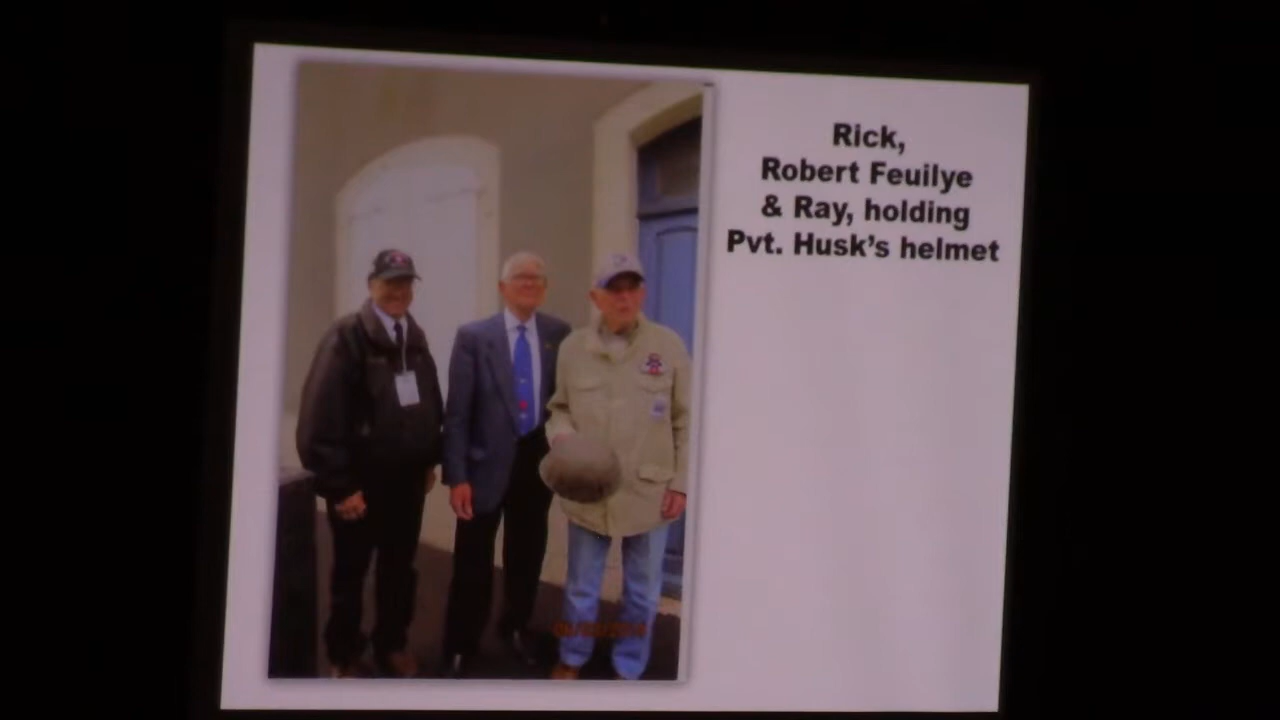 Rick,
Robert Feuilye
& Ray, holding
Pvt. Husk's helmet